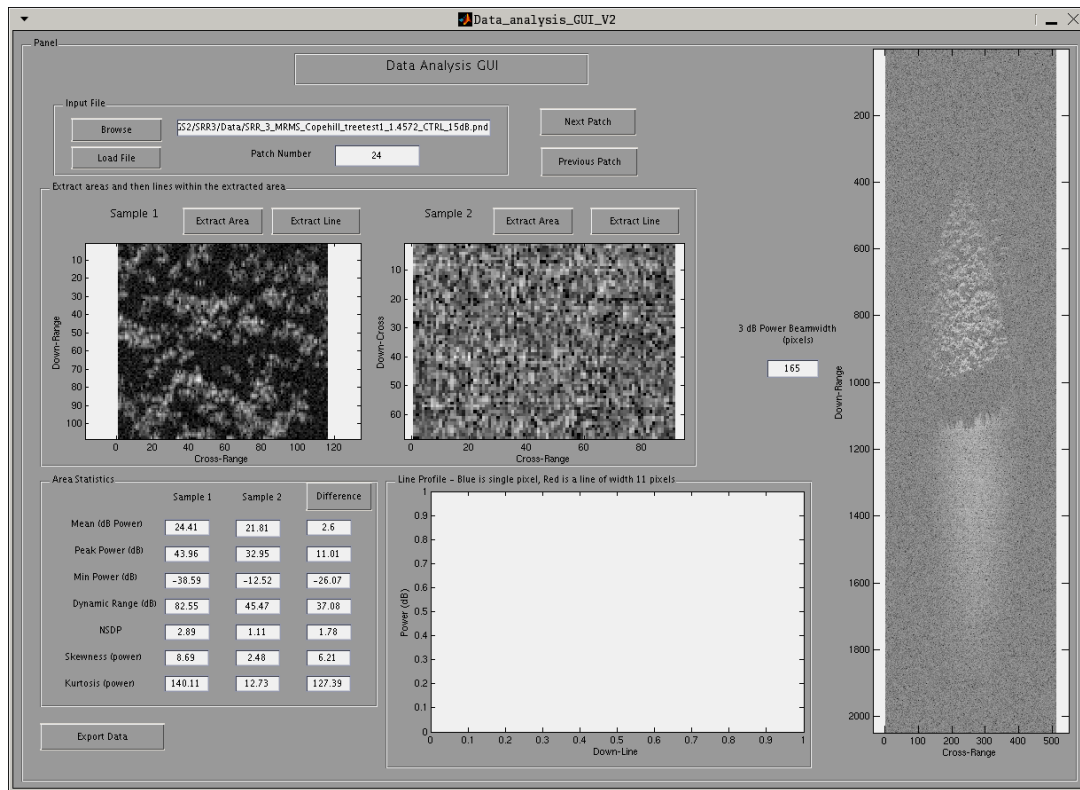 Data_analysis_GUI_V2
Panel
Data Analysis GUI
Input File
Browse
GS2/SRR3/Data/SRR_3_MRMS_Copehill_treetest1_1.4572_CTRL_15dB.pnd
Load File
Patch Number
24
Next Patch
Previous Patch
Extract areas and then lines within the extracted area
Sample 1
Extract Area
Extract Line
Sample 2
Extract Area
Extract Line
10
20
30
40
50
60
70
80
90
100
Down-Range
0 20 40 60 80 100 120
Cross-Range
10
20
30
40
50
60
Down-Cross
0 20 40 60 80
Cross-Range
3 dB Power Beamwidth
(pixels)
165
200
400
600
800
1000
1200
1400
1600
1800
2000
Down-Range
0 100 200 300 400 500
Cross-Range
Area Statistics
Sample 1 Sample 2 Difference
Mean (dB Power) 24.41 21.81 2.6
Peak Power (dB) 43.96 32.95 11.01
Min Power (dB) -38.59 -12.52 -26.07
Dynamic Range (dB) 82.55 45.47 37.08
NSDP 2.89 1.11 1.78
Skewness (power) 8.69 2.48 6.21
Kurtosis (power) 140.11 12.73 127.39
Export Data
Line Profile - Blue is single pixel, Red is a line of width 11 pixels
1
0.9
0.8
0.7
0.6
0.5
0.4
0.3
0.2
0.1
0
Power (dB)
0 0.1 0.2 0.3 0.4 0.5 0.6 0.7 0.8 0.9 1
Down-Line